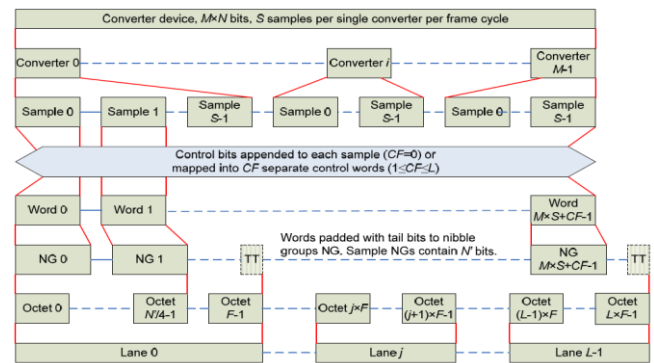 Converter device, M×N bits, S samples per single converter per frame cycle
Converter 0
Converter i
Converter
M-1
Sample 0
Sample 1
Sample
S-1
Sample 0
Sample
S-1
Sample 0
Sample
S-1
Control bits appended to each sample (CF=0) or
mapped into CF separate control words (1≤CF≤L)
Word 0
Word 1
Word
M×S+CF-1
Words padded with tail bits to nibble
groups NG. Sample NGs contain N' bits.
NG 0
NG 1
TT
NG
M×S+CF-1
TT
Octet 0
Octet
N'/4-1
Octet
F-1
Octet j×F
Octet
(j+1)×F-1
Octet
(L-1)×F
Octet
L×F-1
Lane 0
Lane j
Lane L-1